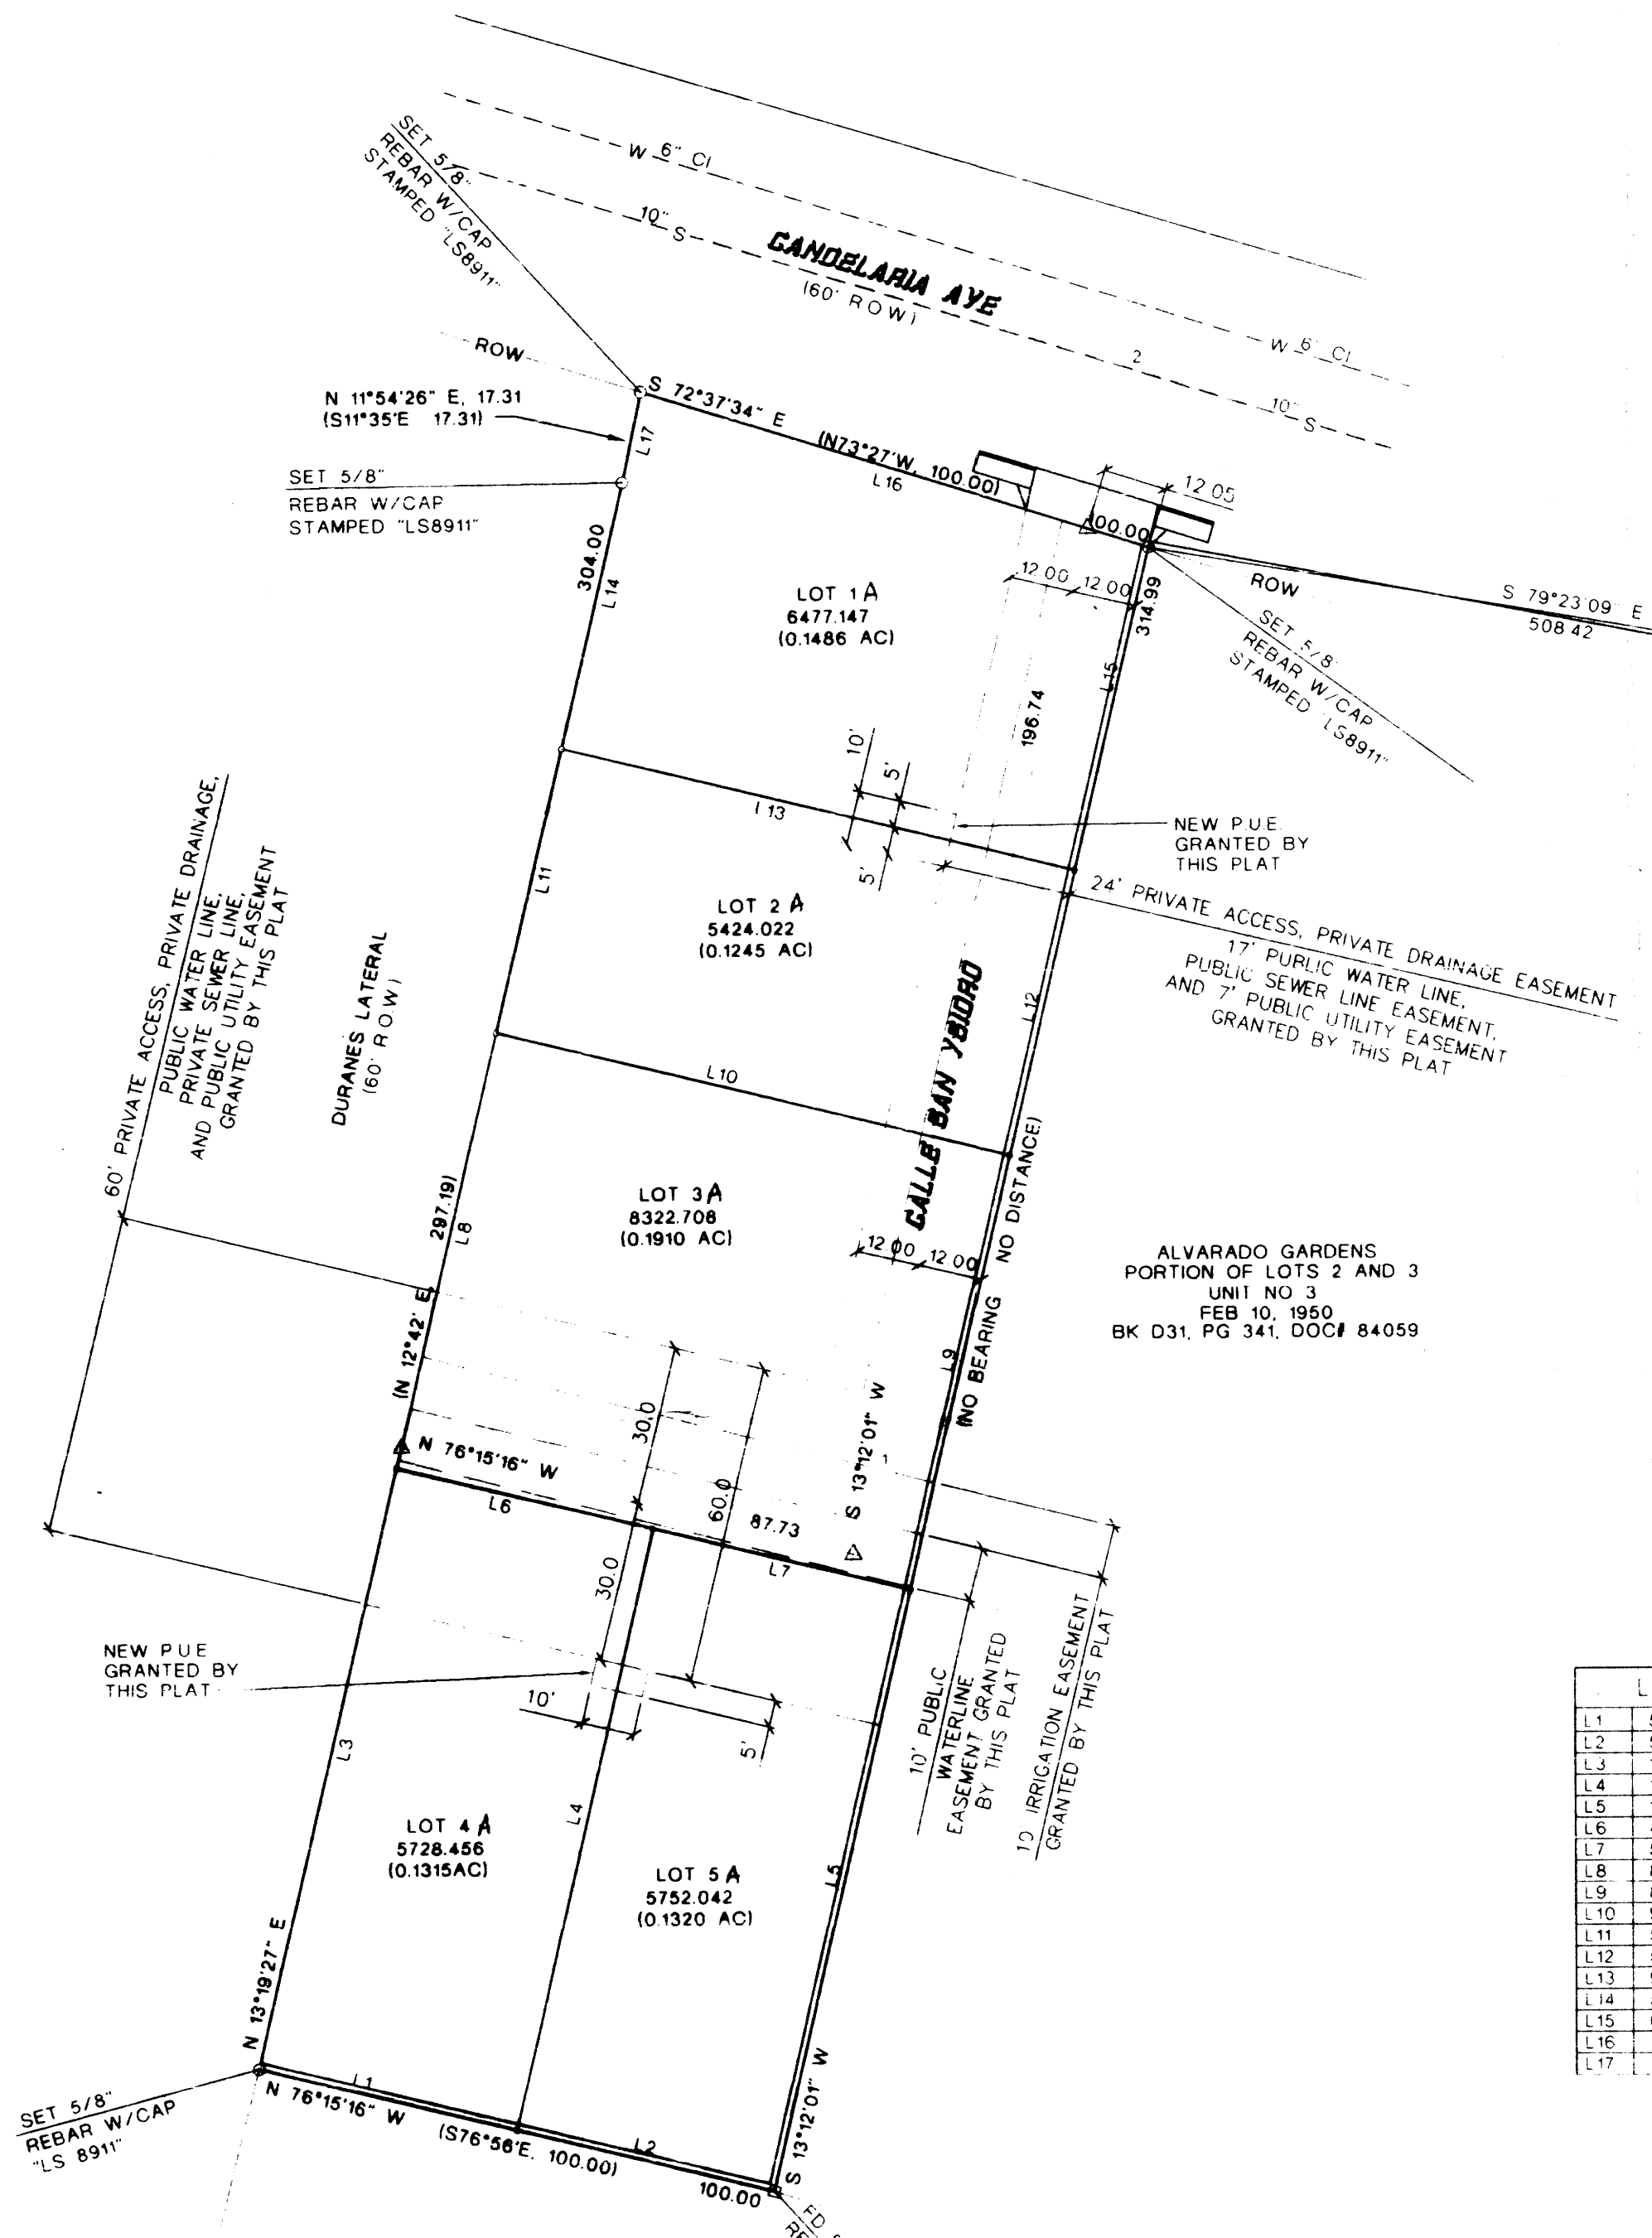 W 6" CI
10" S
CANDELARIA AVE
(60' ROW)
W 6" CI
2
10" S
SET 5/8"
REBAR W/CAP
STAMPED "LS8911"
ROW
N 11°54'26" E, 17.31
(S11°35'E 17.31)
L17
S 72°37'34" E
(N73°27'W, 100.00)
L16
100.00
12.05
SET 5/8"
REBAR W/CAP
STAMPED "LS8911"
304.00
L14
LOT 1A
6477.147
(0.1486 AC)
12.00 12.00
314.99
L15
196.74
ROW
S 79°23'09" E
508.42
SET 5/8"
REBAR W/CAP
STAMPED "LS8911"
10'
5'
5'
L13
NEW P.U.E.
GRANTED BY
THIS PLAT
24' PRIVATE ACCESS, PRIVATE DRAINAGE EASEMENT
17' PUBLIC WATER LINE,
PUBLIC SEWER LINE EASEMENT,
AND 7' PUBLIC UTILITY EASEMENT
GRANTED BY THIS PLAT
60' PRIVATE ACCESS, PRIVATE DRAINAGE,
PUBLIC WATER LINE,
PRIVATE SEWER LINE,
AND PUBLIC UTILITY EASEMENT
GRANTED BY THIS PLAT
DURANES LATERAL
(60' R.O.W.)
L11
LOT 2A
5424.022
(0.1245 AC)
L12
CALLE SAN YSIDRO
L10
297.19)
L8
(N 12°42' E
LOT 3A
8322.708
(0.1910 AC)
12.00 12.00
(NO BEARING NO DISTANCE)
L9
ALVARADO GARDENS
PORTION OF LOTS 2 AND 3
UNIT NO 3
FEB 10, 1950
BK D31, PG 341, DOC# 84059
30.0
60.0
S 13°12'01" W
N 76°15'16" W
L6
87.73
L7
30.0
NEW P.U.E
GRANTED BY
THIS PLAT
10'
5'
10' PUBLIC
WATERLINE
EASEMENT GRANTED
BY THIS PLAT
10' IRRIGATION EASEMENT
GRANTED BY THIS PLAT
L3
L4
L5
LOT 4A
5728.456
(0.1315AC)
LOT 5A
5752.042
(0.1320 AC)
N 13°19'27" E
S 13°12'01" W
SET 5/8"
REBAR W/CAP
"LS 8911"
L1
N 76°15'16" W
(S76°56'E, 100.00)
L2
100.00
FD
L
L1
L2
L3
L4
L5
L6
L7
L8
L9
L10
L11
L12
L13
L14
L15
L16
L17